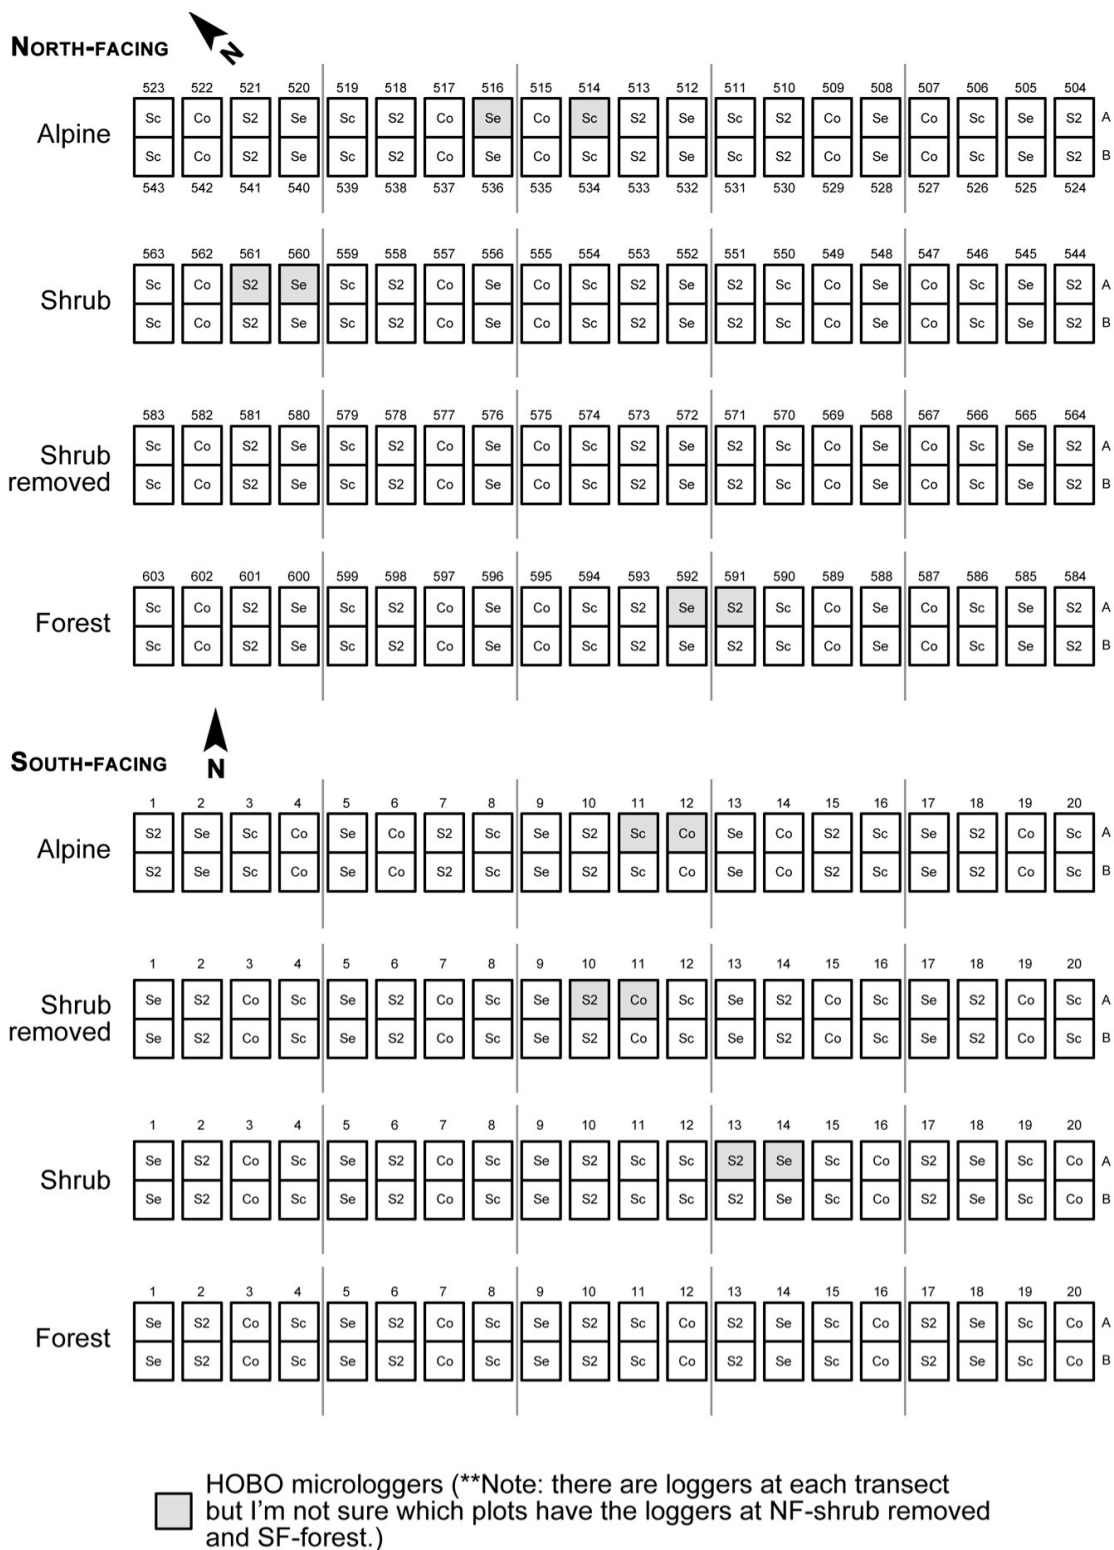 N
NORTH-FACING
523 522 521 520 519 518 517 516 515 514 513 512 511 510 509 508 507 506 505 504
Sc Co S2 Se Sc S2 Co Se Co Sc S2 Se Sc S2 Co Se Co Sc Se S2 A
Alpine
Sc Co S2 Se Sc S2 Co Se Co Sc S2 Se Sc S2 Co Se Co Sc Se S2 B
543 542 541 540 539 538 537 536 535 534 533 532 531 530 529 528 527 526 525 524
563 562 561 560 559 558 557 556 555 554 553 552 551 550 549 548 547 546 545 544
Sc Co S2 Se Sc S2 Co Se Co Sc S2 Se S2 Sc Co Se Co Sc Se S2 A
Shrub
Sc Co S2 Se Sc S2 Co Se Co Sc S2 Se S2 Sc Co Se Co Sc Se S2 B
583 582 581 580 579 578 577 576 575 574 573 572 571 570 569 568 567 566 565 564
Sc Co S2 Se Sc S2 Co Se Co Sc S2 Se S2 Sc Co Se Co Sc Se S2 A
Shrub
removed
Sc Co S2 Se Sc S2 Co Se Co Sc S2 Se S2 Sc Co Se Co Sc Se S2 B
603 602 601 600 599 598 597 596 595 594 593 592 591 590 589 588 587 586 585 584
Sc Co S2 Se Sc S2 Co Se Co Sc S2 Se S2 Sc Co Se Co Sc Se S2 A
Forest
Sc Co S2 Se Sc S2 Co Se Co Sc S2 Se S2 Sc Co Se Co Sc Se S2 B
SOUTH-FACING
N
1 2 3 4 5 6 7 8 9 10 11 12 13 14 15 16 17 18 19 20
S2 Se Sc Co Se Co S2 Sc Se S2 Sc Co Se Co S2 Sc Se S2 Co Sc A
Alpine
S2 Se Sc Co Se Co S2 Sc Se S2 Sc Co Se Co S2 Sc Se S2 Co Sc B
1 2 3 4 5 6 7 8 9 10 11 12 13 14 15 16 17 18 19 20
Se S2 Co Sc Se S2 Co Sc Se S2 Co Sc Se S2 Co Sc Se S2 Co Sc A
Shrub
removed
Se S2 Co Sc Se S2 Co Sc Se S2 Co Sc Se S2 Co Sc Se S2 Co Sc B
1 2 3 4 5 6 7 8 9 10 11 12 13 14 15 16 17 18 19 20
Se S2 Co Sc Se S2 Co Sc Se S2 Sc Sc S2 Se Sc Co S2 Se Sc Co A
Shrub
Se S2 Co Sc Se S2 Co Sc Se S2 Sc Sc S2 Se Sc Co S2 Se Sc Co B
1 2 3 4 5 6 7 8 9 10 11 12 13 14 15 16 17 18 19 20
Se S2 Co Sc Se S2 Co Sc Se S2 Sc Co S2 Se Sc Co S2 Se Sc Co A
Forest
Se S2 Co Sc Se S2 Co Sc Se S2 Sc Co S2 Se Sc Co S2 Se Sc Co B
HOBO microloggers (**Note: there are loggers at each transect
but I'm not sure which plots have the loggers at NF-shrub removed
and SF-forest.)